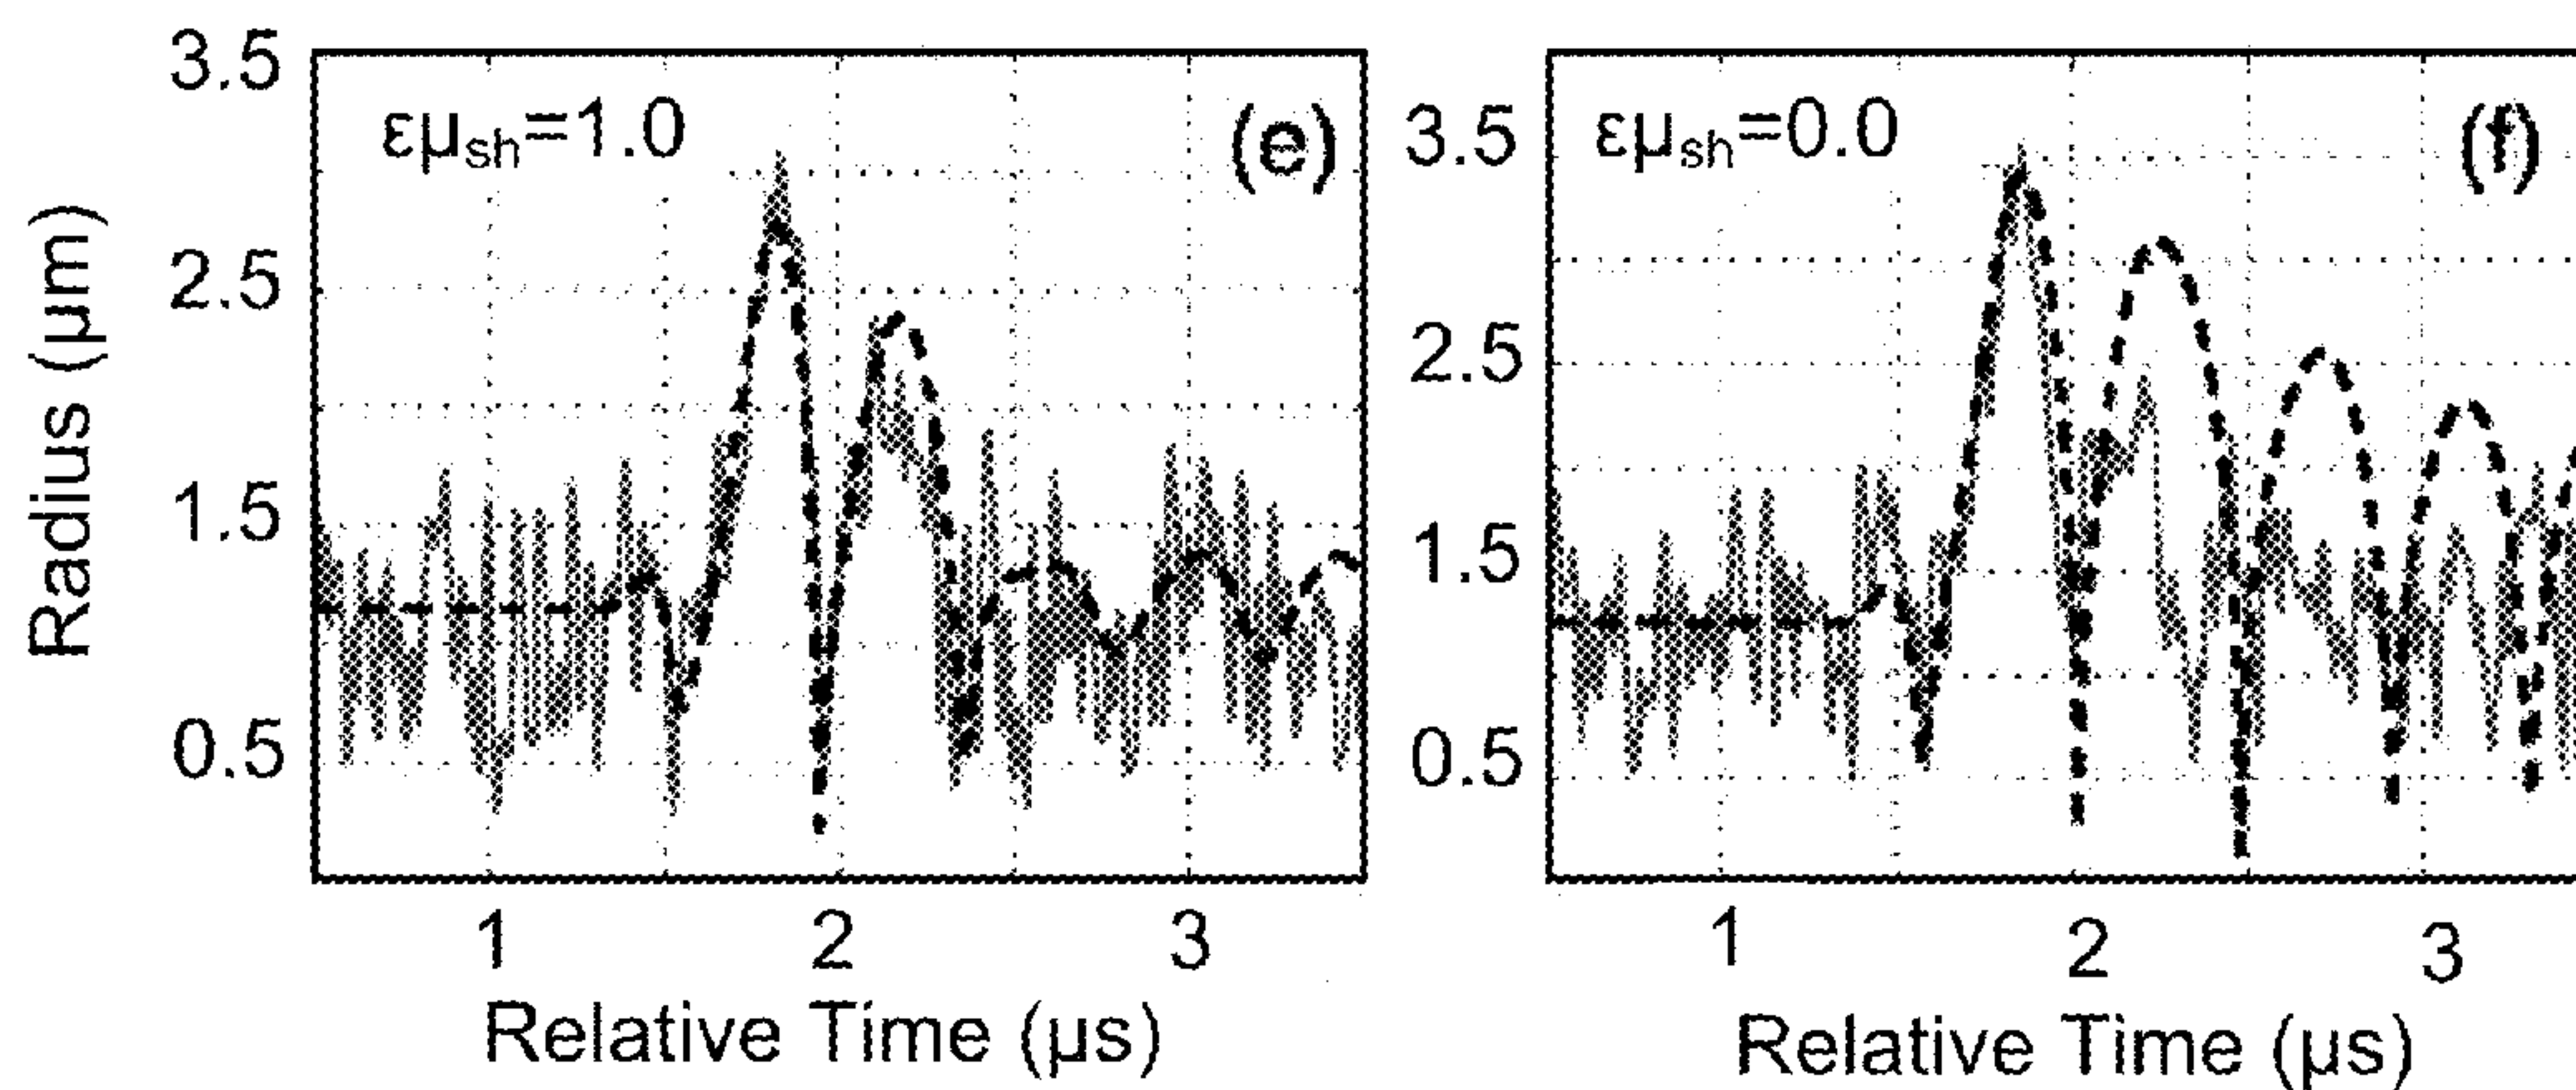 Radius (µm)
3.5
2.5
1.5
0.5
εµsh=1.0
(e)
1 2 3
Relative Time (µs)
3.5
2.5
1.5
0.5
εµsh=0.0
(f)
1 2 3
Relative Time (µs)